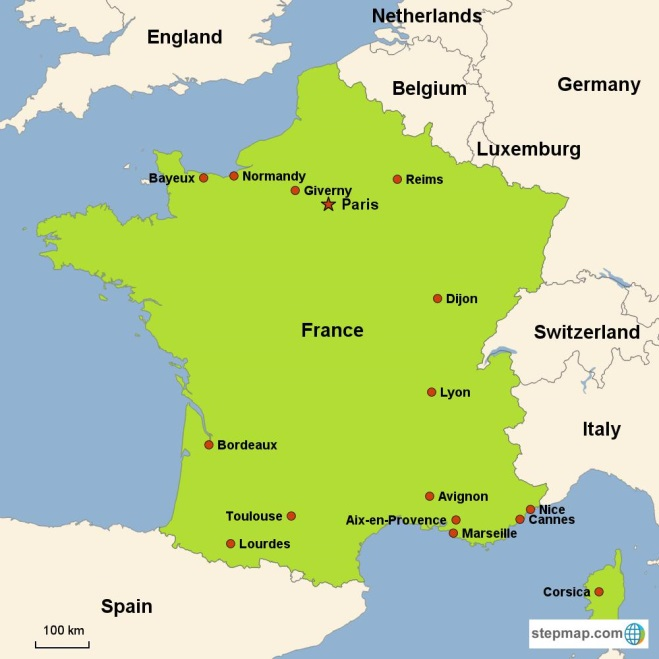 Netherlands
England
Belgium
Germany
Luxemburg
Bayeux
Normandy
Giverny
Reims
Paris
Dijon
France
Switzerland
Lyon
Italy
Bordeaux
Avignon
Nice
Toulouse
Aix-en-Provence
Cannes
Marseille
Lourdes
Corsica
Spain
100 km
stepmap.com